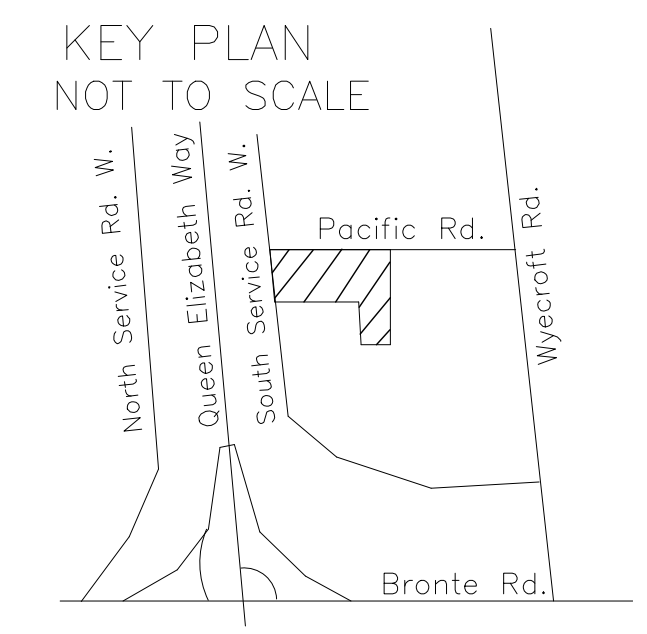 KEY PLAN
NOT TO SCALE
North Service Rd. W.
Queen Elizabeth Way
South Service Rd. W.
Pacific Rd.
Wyecroft Rd.
Bronte Rd.